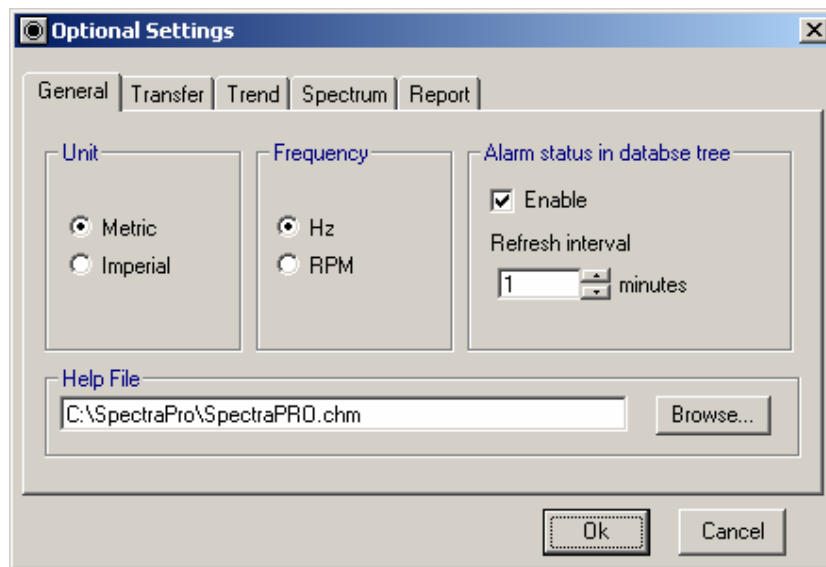 Optional Settings
General Transfer Trend Spectrum Report
Unit
Metric
Imperial
Frequency
Hz
RPM
Alarm status in databse tree
Enable
Refresh interval
1 minutes
Help File
C:\SpectraPro\SpectraPRO.chm Browse...
Ok Cancel